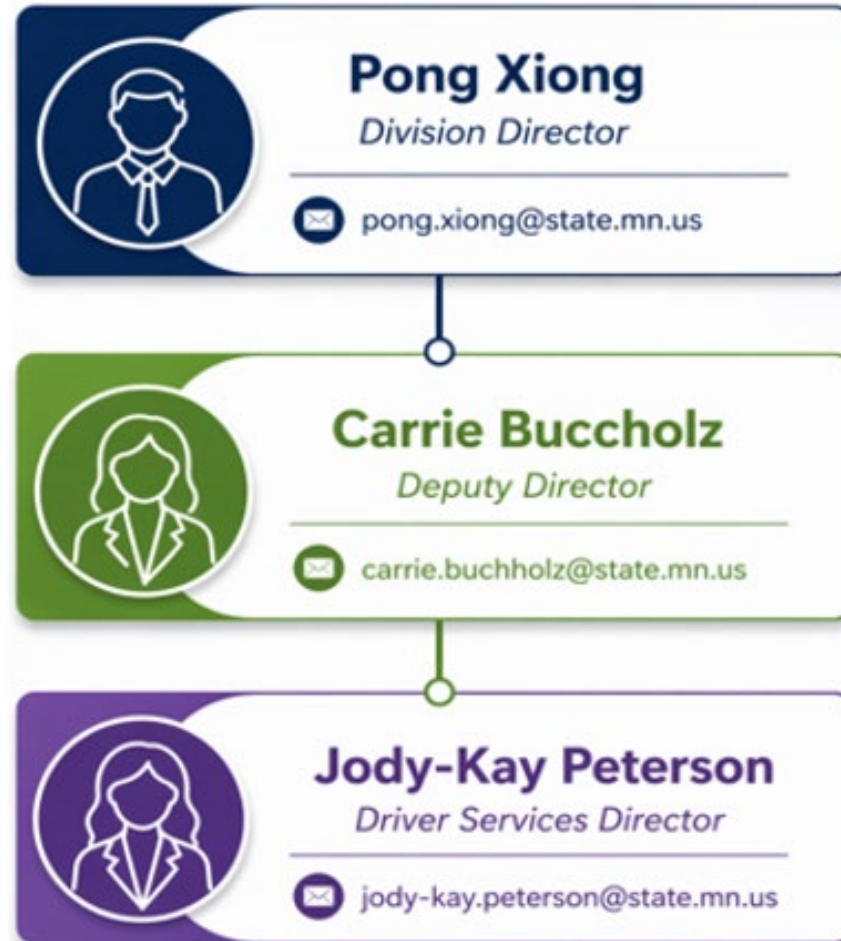 Pong Xiong
Division Director
pong.xiong@state.mn.us
Carrie Buccholz
Deputy Director
carrie.buchholz@state.mn.us
Jody-Kay Peterson
Driver Services Director
jody-kay.peterson@state.mn.us